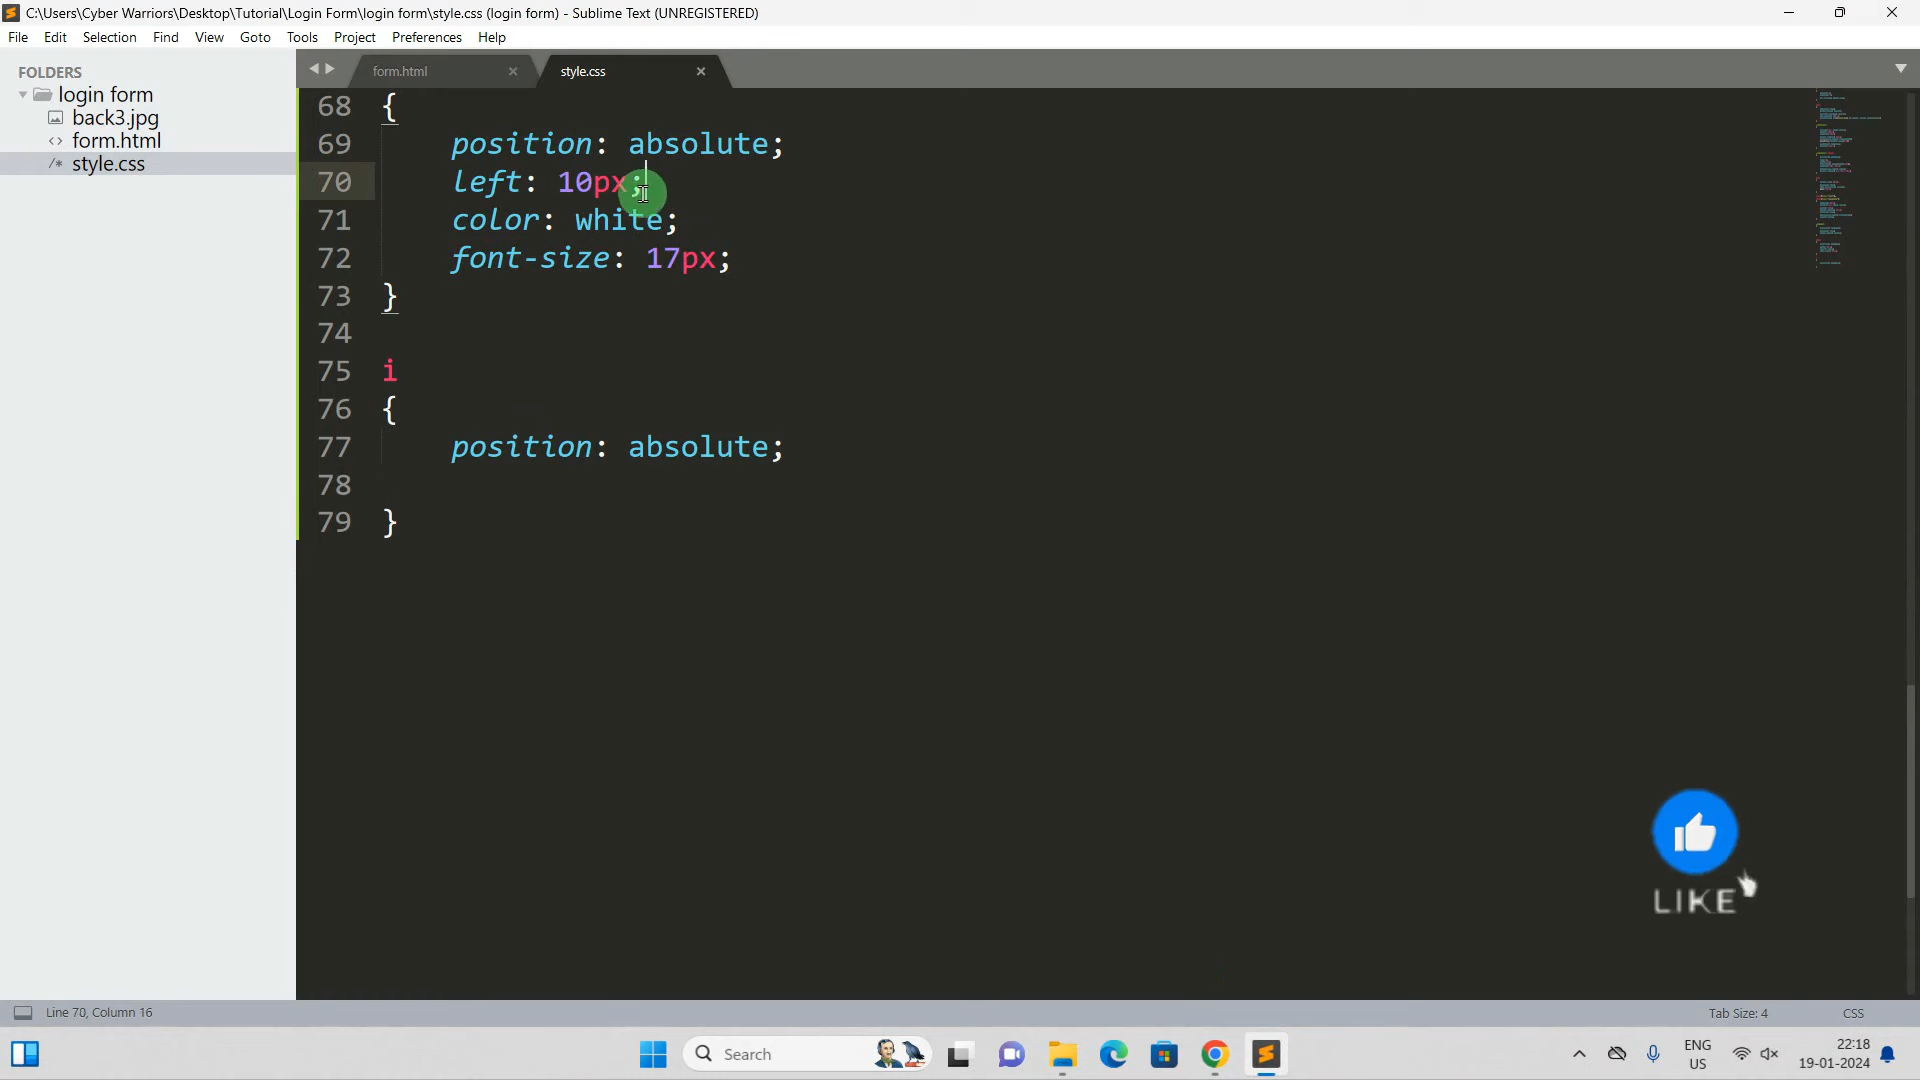 C:\Users\Cyber Warriors\Desktop\Tutorial\Login Form\login form\style.css (login form) - Sublime Text (UNREGISTERED)
File Edit Selection Find View Goto Tools Project Preferences Help
FOLDERS
login form
back3.jpg
<> form.html
/* style.css
form.html
style.css
68 {
69 position: absolute;
70 left: 10px;
71 color: white;
72 font-size: 17px;
73 }
74
75 i
76 {
77 position: absolute;
78
79 }
LIKE
Line 70, Column 16
Tab Size: 4
CSS
Search
ENG
US
22:18
19-01-2024